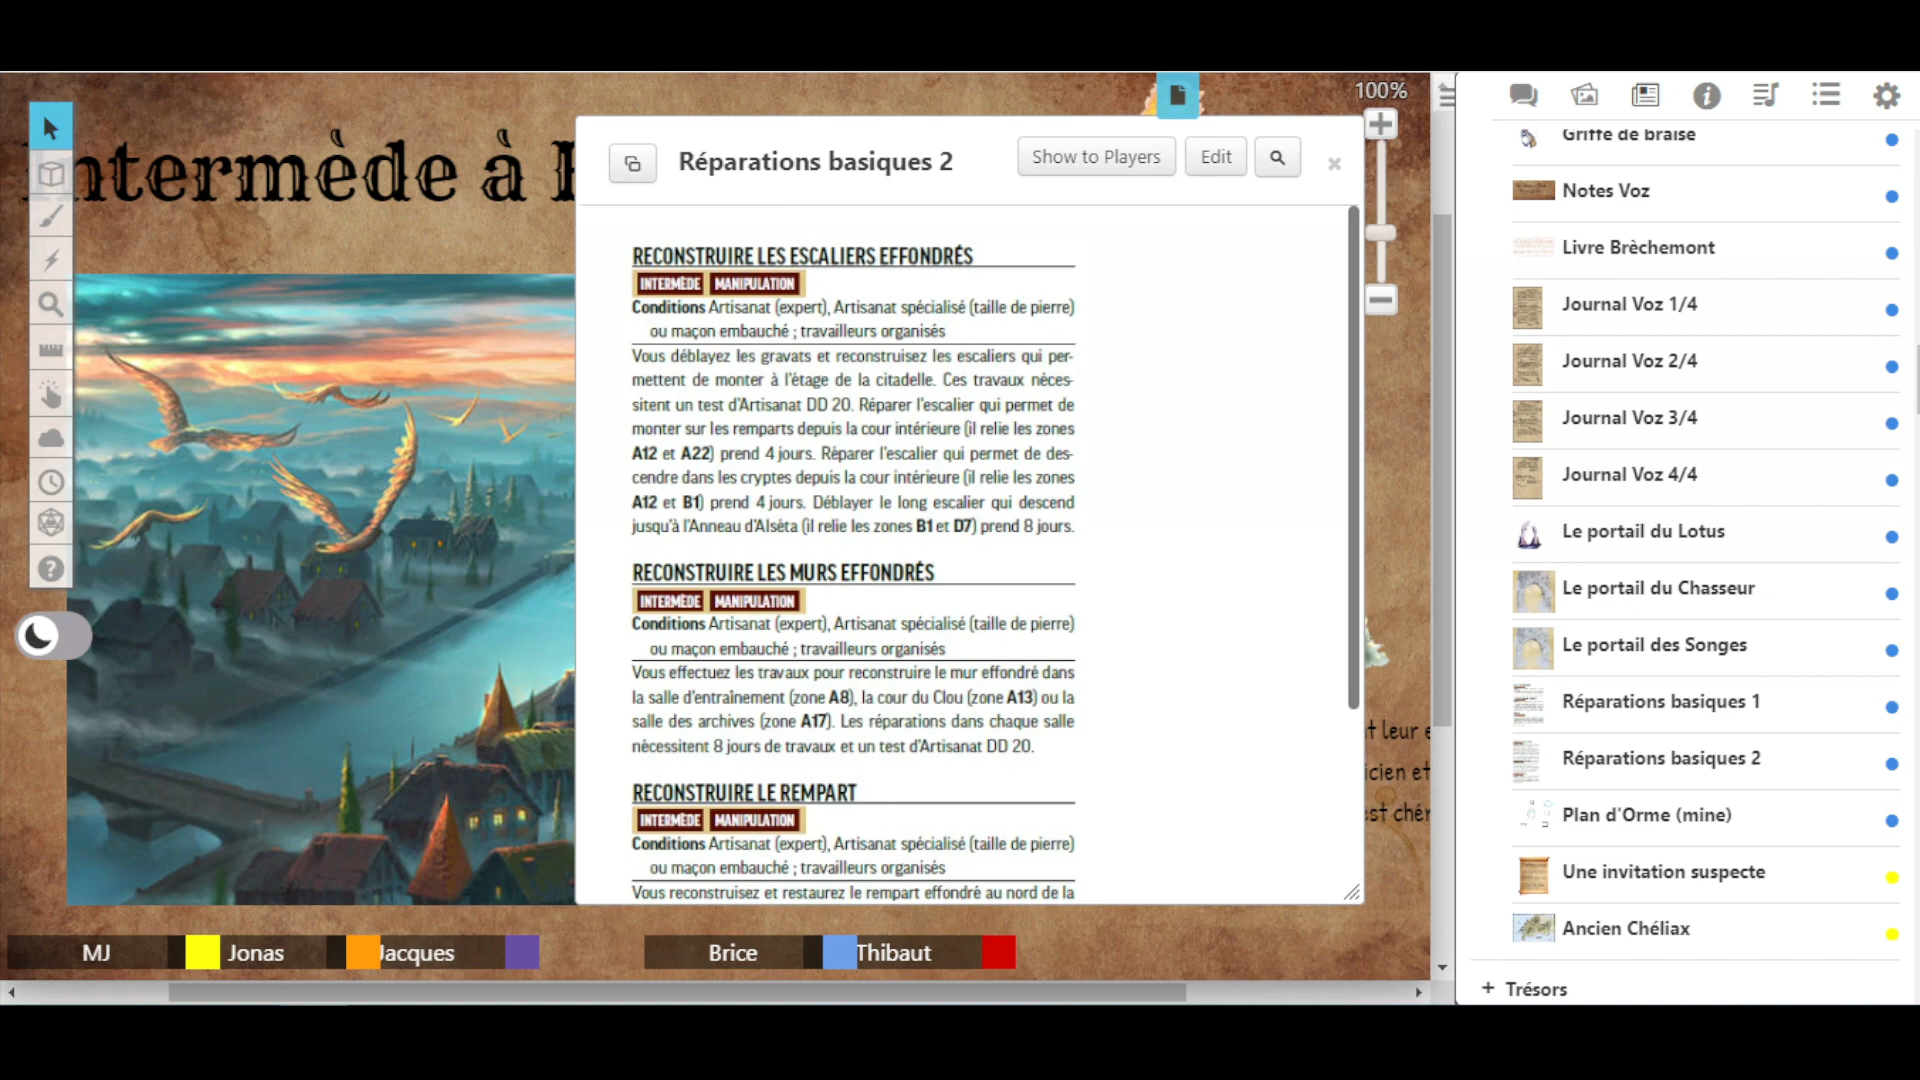 100%
Intermède à
Réparations basiques 2
Show to Players
Edit
RECONSTRUIRE LES ESCALIERS EFFONDRÉS
INTERMÈDE MANIPULATION
Conditions Artisanat (expert), Artisanat spécialisé (taille de pierre)
ou maçon embauché ; travailleurs organisés
Vous déblayez les gravats et reconstruisez les escaliers qui per-
mettent de monter à l'étage de la citadelle. Ces travaux néces-
sitent un test d'Artisanat DD 20. Réparer l'escalier qui permet de
monter sur les remparts depuis la cour intérieure (il relie les zones
A12 et A22) prend 4 jours. Réparer l'escalier qui permet de des-
cendre dans les cryptes depuis la cour intérieure (il relie les zones
A12 et B1) prend 4 jours. Déblayer le long escalier qui descend
jusqu'à l'Anneau d'Alséta (il relie les zones B1 et D7) prend 8 jours.
RECONSTRUIRE LES MURS EFFONDRÉS
INTERMÈDE MANIPULATION
Conditions Artisanat (expert), Artisanat spécialisé (taille de pierre)
ou maçon embauché ; travailleurs organisés
Vous effectuez les travaux pour reconstruire le mur effondré dans
la salle d'entraînement (zone A8), la cour du Clou (zone A13) ou la
salle des archives (zone A17). Les réparations dans chaque salle
nécessitent 8 jours de travaux et un test d'Artisanat DD 20.
RECONSTRUIRE LE REMPART
INTERMÈDE MANIPULATION
Conditions Artisanat (expert), Artisanat spécialisé (taille de pierre)
ou maçon embauché ; travailleurs organisés
Vous reconstruisez et restaurez le rempart effondré au nord de la
t leur e
icien et
est chér
MJ
Jonas
Jacques
Brice
Thibaut
Griffe de braise
Notes Voz
Livre Brèchemont
Journal Voz 1/4
Journal Voz 2/4
Journal Voz 3/4
Journal Voz 4/4
Le portail du Lotus
Le portail du Chasseur
Le portail des Songes
Réparations basiques 1
Réparations basiques 2
Plan d'Orme (mine)
Une invitation suspecte
Ancien Chéliax
+ Trésors